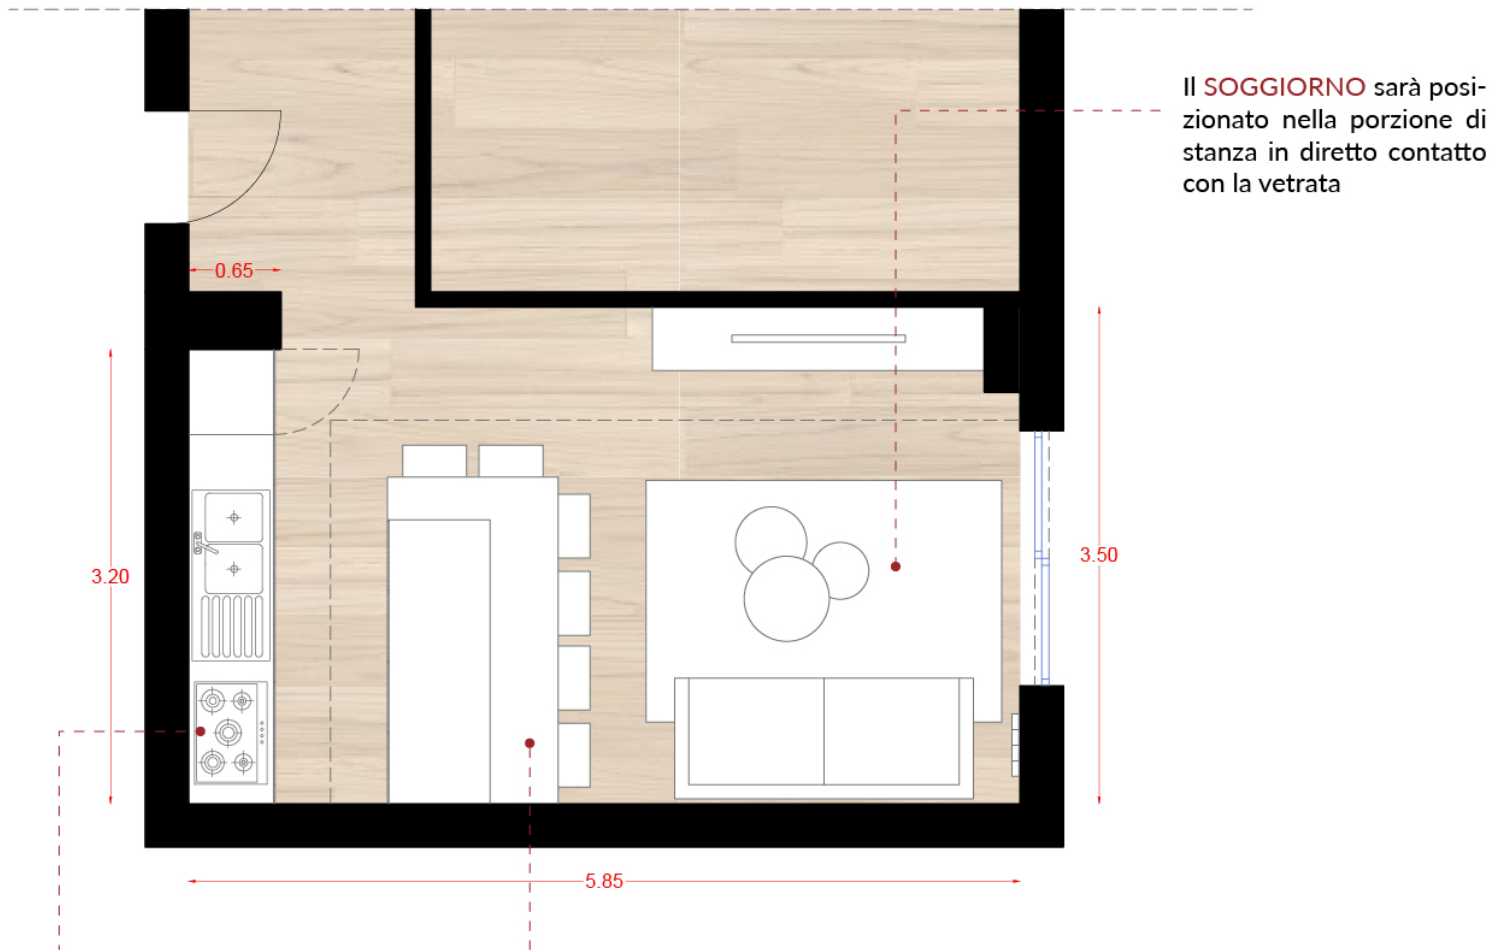 Il SOGGIORNO sarà posi-
zionato nella porzione di
stanza in diretto contatto
con la vetrata
0.65
3.20
3.50
5.85